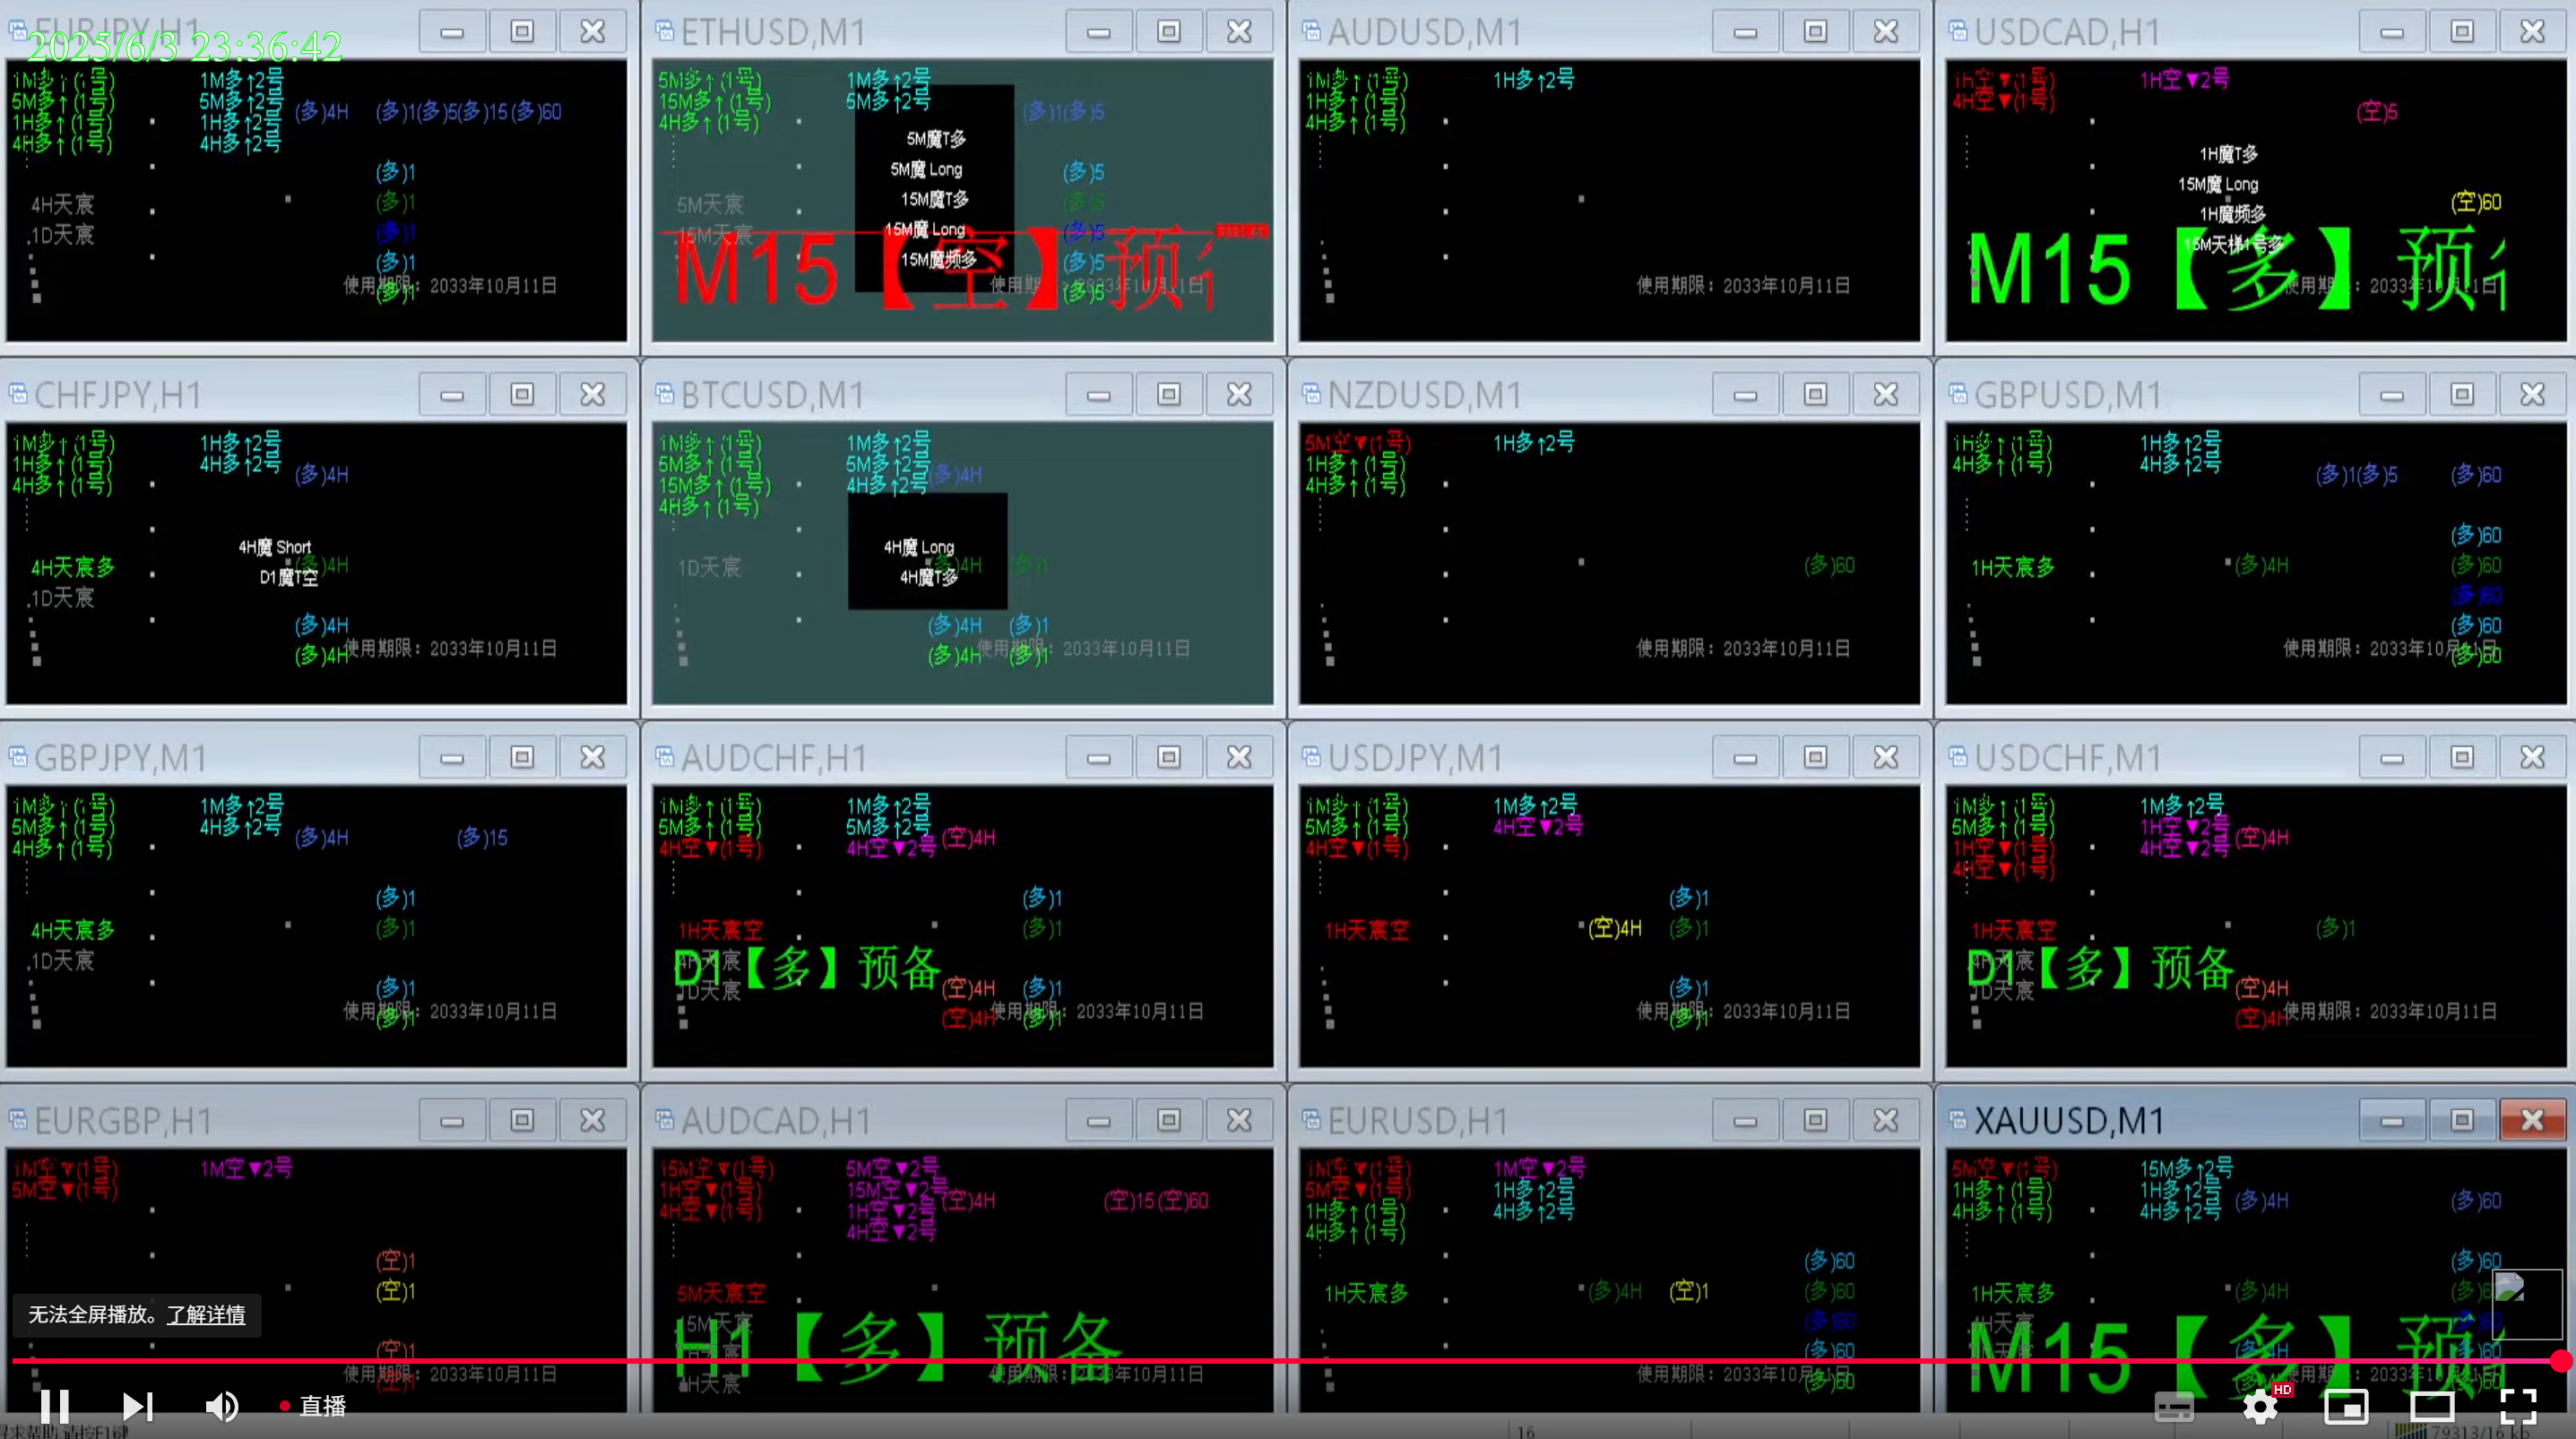 EURJPY,H1
2025/6/3 23:36:42
1M多↑(1号)
5M多↑(1号)
1H多↑(1号)
4H多↑(1号)
1M多↑2号
5M多↑2号
1H多↑2号
4H多↑2号
(多)4H (多)1(多)5(多)15(多)60
(多)1
4H天宸 (多)1
1D天宸 (多)1
(多)1
使用期限：2033年10月11日
(多)1
ETHUSD,M1
5M多↑(1号)
15M多↑(1号)
4H多↑(1号)
1M多↑2号
5M多↑2号
(多)1(多)5
5M魔T多
5M魔 Long (多)5
15M魔T多
5M天宸
15M魔 Long (多)5
15M天宸
15M魔频多 (多)5
M15【空】预
(多)5
AUDUSD,M1
1M多↑(1号)
1H多↑(1号)
4H多↑(1号)
1H多↑2号
使用期限：2033年10月11日
USDCAD,H1
1H空▼(1号)
4H空▼(1号)
1H空▼2号
(空)5
1H魔T多
15M魔 Long
(空)60
1H魔频多
15M天梯1号多
M15【多】预
CHFJPY,H1
1M多↑(1号)
1H多↑(1号)
4H多↑(1号)
1H多↑2号
4H多↑2号
(多)4H
4H魔 Short
4H天宸多 (多)4H
D1魔T空
1D天宸
(多)4H
使用期限：2033年10月11日
(多)4H
BTCUSD,M1
1M多↑(1号)
5M多↑(1号)
15M多↑(1号)
4H多↑(1号)
1M多↑2号
5M多↑2号
4H多↑2号
(多)4H
4H魔 Long
1D天宸 (多)4H (多)1
4H魔T多
(多)4H (多)1
使用期限：2033年10月11日
(多)4H (多)1
NZDUSD,M1
5M空▼(1号)
1H多↑(1号)
4H多↑(1号)
1H多↑2号
(多)60
使用期限：2033年10月11日
GBPUSD,M1
1H多↑(1号)
4H多↑(1号)
1H多↑2号
4H多↑2号
(多)1(多)5 (多)60
(多)60
1H天宸多 (多)4H (多)60
(多)60
(多)60
使用期限：2033年10月11日
(多)60
GBPJPY,M1
1M多↑(1号)
5M多↑(1号)
4H多↑(1号)
1M多↑2号
4H多↑2号
(多)4H (多)15
(多)1
4H天宸多 (多)1
1D天宸
(多)1
使用期限：2033年10月11日
(多)1
AUDCHF,H1
1M多↑(1号)
5M多↑(1号)
4H空▼(1号)
1M多↑2号
5M多↑2号
4H空▼2号
(空)4H
(多)1
1H天宸空 (多)1
4H天宸
D1【多】预备
1D天宸 (空)4H (多)1
使用期限：2033年10月11日
(空)4H (多)1
USDJPY,M1
1M多↑(1号)
5M多↑(1号)
4H空▼(1号)
1M多↑2号
4H空▼2号
(多)1
1H天宸空 (空)4H (多)1
(多)1
使用期限：2033年10月11日
(多)1
USDCHF,M1
1M多↑(1号)
5M多↑(1号)
1H空▼(1号)
4H空▼(1号)
1M多↑2号
1H空▼2号
4H空▼2号
(空)4H
1H天宸空 (多)1
4H天宸
D1【多】预备
1D天宸 (空)4H
使用期限：2033年10月11日
(空)4H
EURGBP,H1
1M空▼(1号)
5M空▼(1号)
1M空▼2号
(空)1
(空)1
无法全屏播放。了解详情
(空)1
使用期限：2033年10月11日
直播
AUDCAD,H1
15M空▼(1号)
1H空▼(1号)
4H空▼(1号)
5M空▼2号
15M空▼2号
1H空▼2号
4H空▼2号
(空)4H (空)15(空)60
5M天宸空
15M天宸
H1【多】预备
4H天宸
使用期限：2033年10月11日
EURUSD,H1
1M空▼(1号)
5M空▼(1号)
1H多↑(1号)
4H多↑(1号)
1M空▼2号
1H多↑2号
4H多↑2号
(多)60
1H天宸多 (多)4H (空)1 (多)60
(多)60
(多)60
使用期限：2033年10月11日
(多)60
XAUUSD,M1
5M空▼(1号)
1H多↑(1号)
4H多↑(1号)
15M多↑2号
1H多↑2号
4H多↑2号
(多)4H (多)60
(多)60
1H天宸多 (多)4H
4H天宸
M15【多】预
HD
16
79313/16 kb